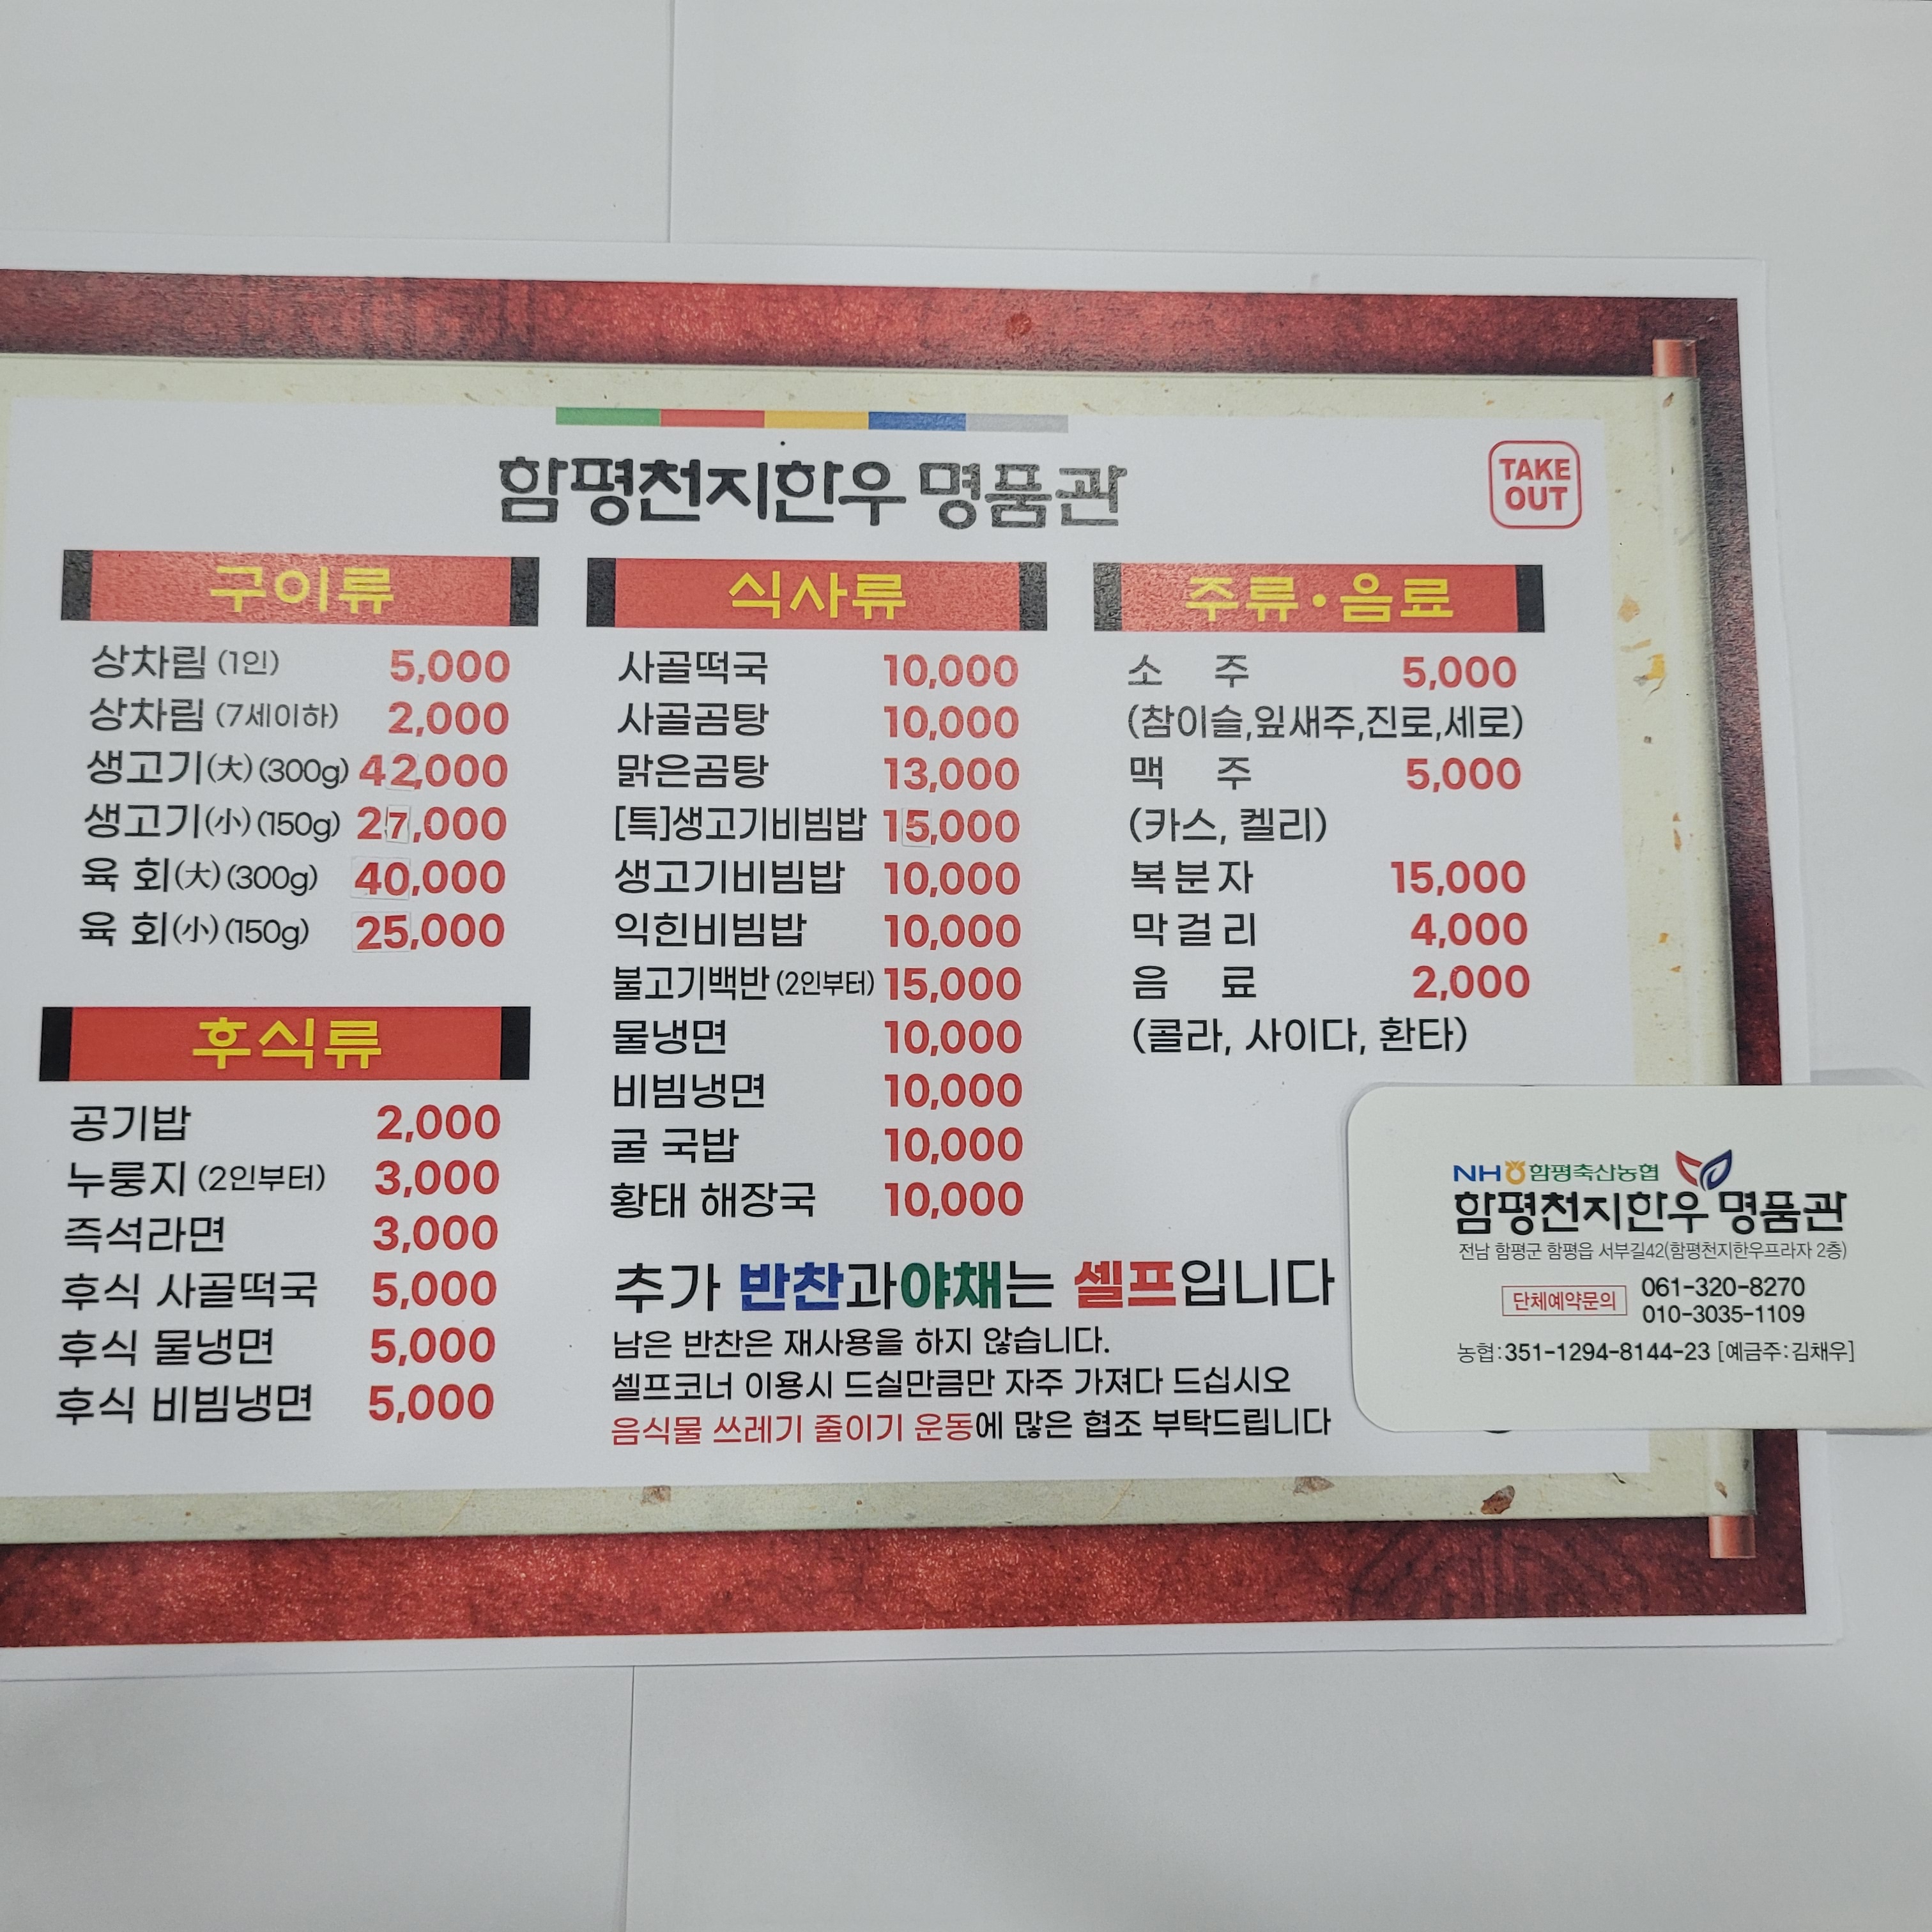 함평천지한우 명품관
TAKE
OUT
구이류
상차림 (1인) 5,000
상차림 (7세이하) 2,000
생고기(大) (300g) 42,000
생고기(小) (150g) 27,000
육 회(大) (300g) 40,000
육 회(小) (150g) 25,000
후식류
공기밥 2,000
누룽지 (2인부터) 3,000
즉석라면 3,000
후식 사골떡국 5,000
후식 물냉면 5,000
후식 비빔냉면 5,000
식사류
사골떡국 10,000
사골곰탕 10,000
맑은곰탕 13,000
[특]생고기비빔밥 15,000
생고기비빔밥 10,000
익힌비빔밥 10,000
불고기백반 (2인부터) 15,000
물냉면 10,000
비빔냉면 10,000
굴 국밥 10,000
황태 해장국 10,000
주류·음료
소 주 5,000
(참이슬,잎새주,진로,세로)
맥 주 5,000
(카스, 켈리)
복분자 15,000
막걸리 4,000
음 료 2,000
(콜라, 사이다, 환타)
추가 반찬과야채는 셀프입니다
남은 반찬은 재사용을 하지 않습니다.
셀프코너 이용시 드실만큼만 자주 가져다 드십시오
음식물 쓰레기 줄이기 운동에 많은 협조 부탁드립니다
NH 함평축산농협
함평천지한우 명품관
전남 함평군 함평읍 서부길42(함평천지한우프라자 2층)
단체예약문의
061-320-8270
010-3035-1109
농협:351-1294-8144-23 [예금주:김채우]